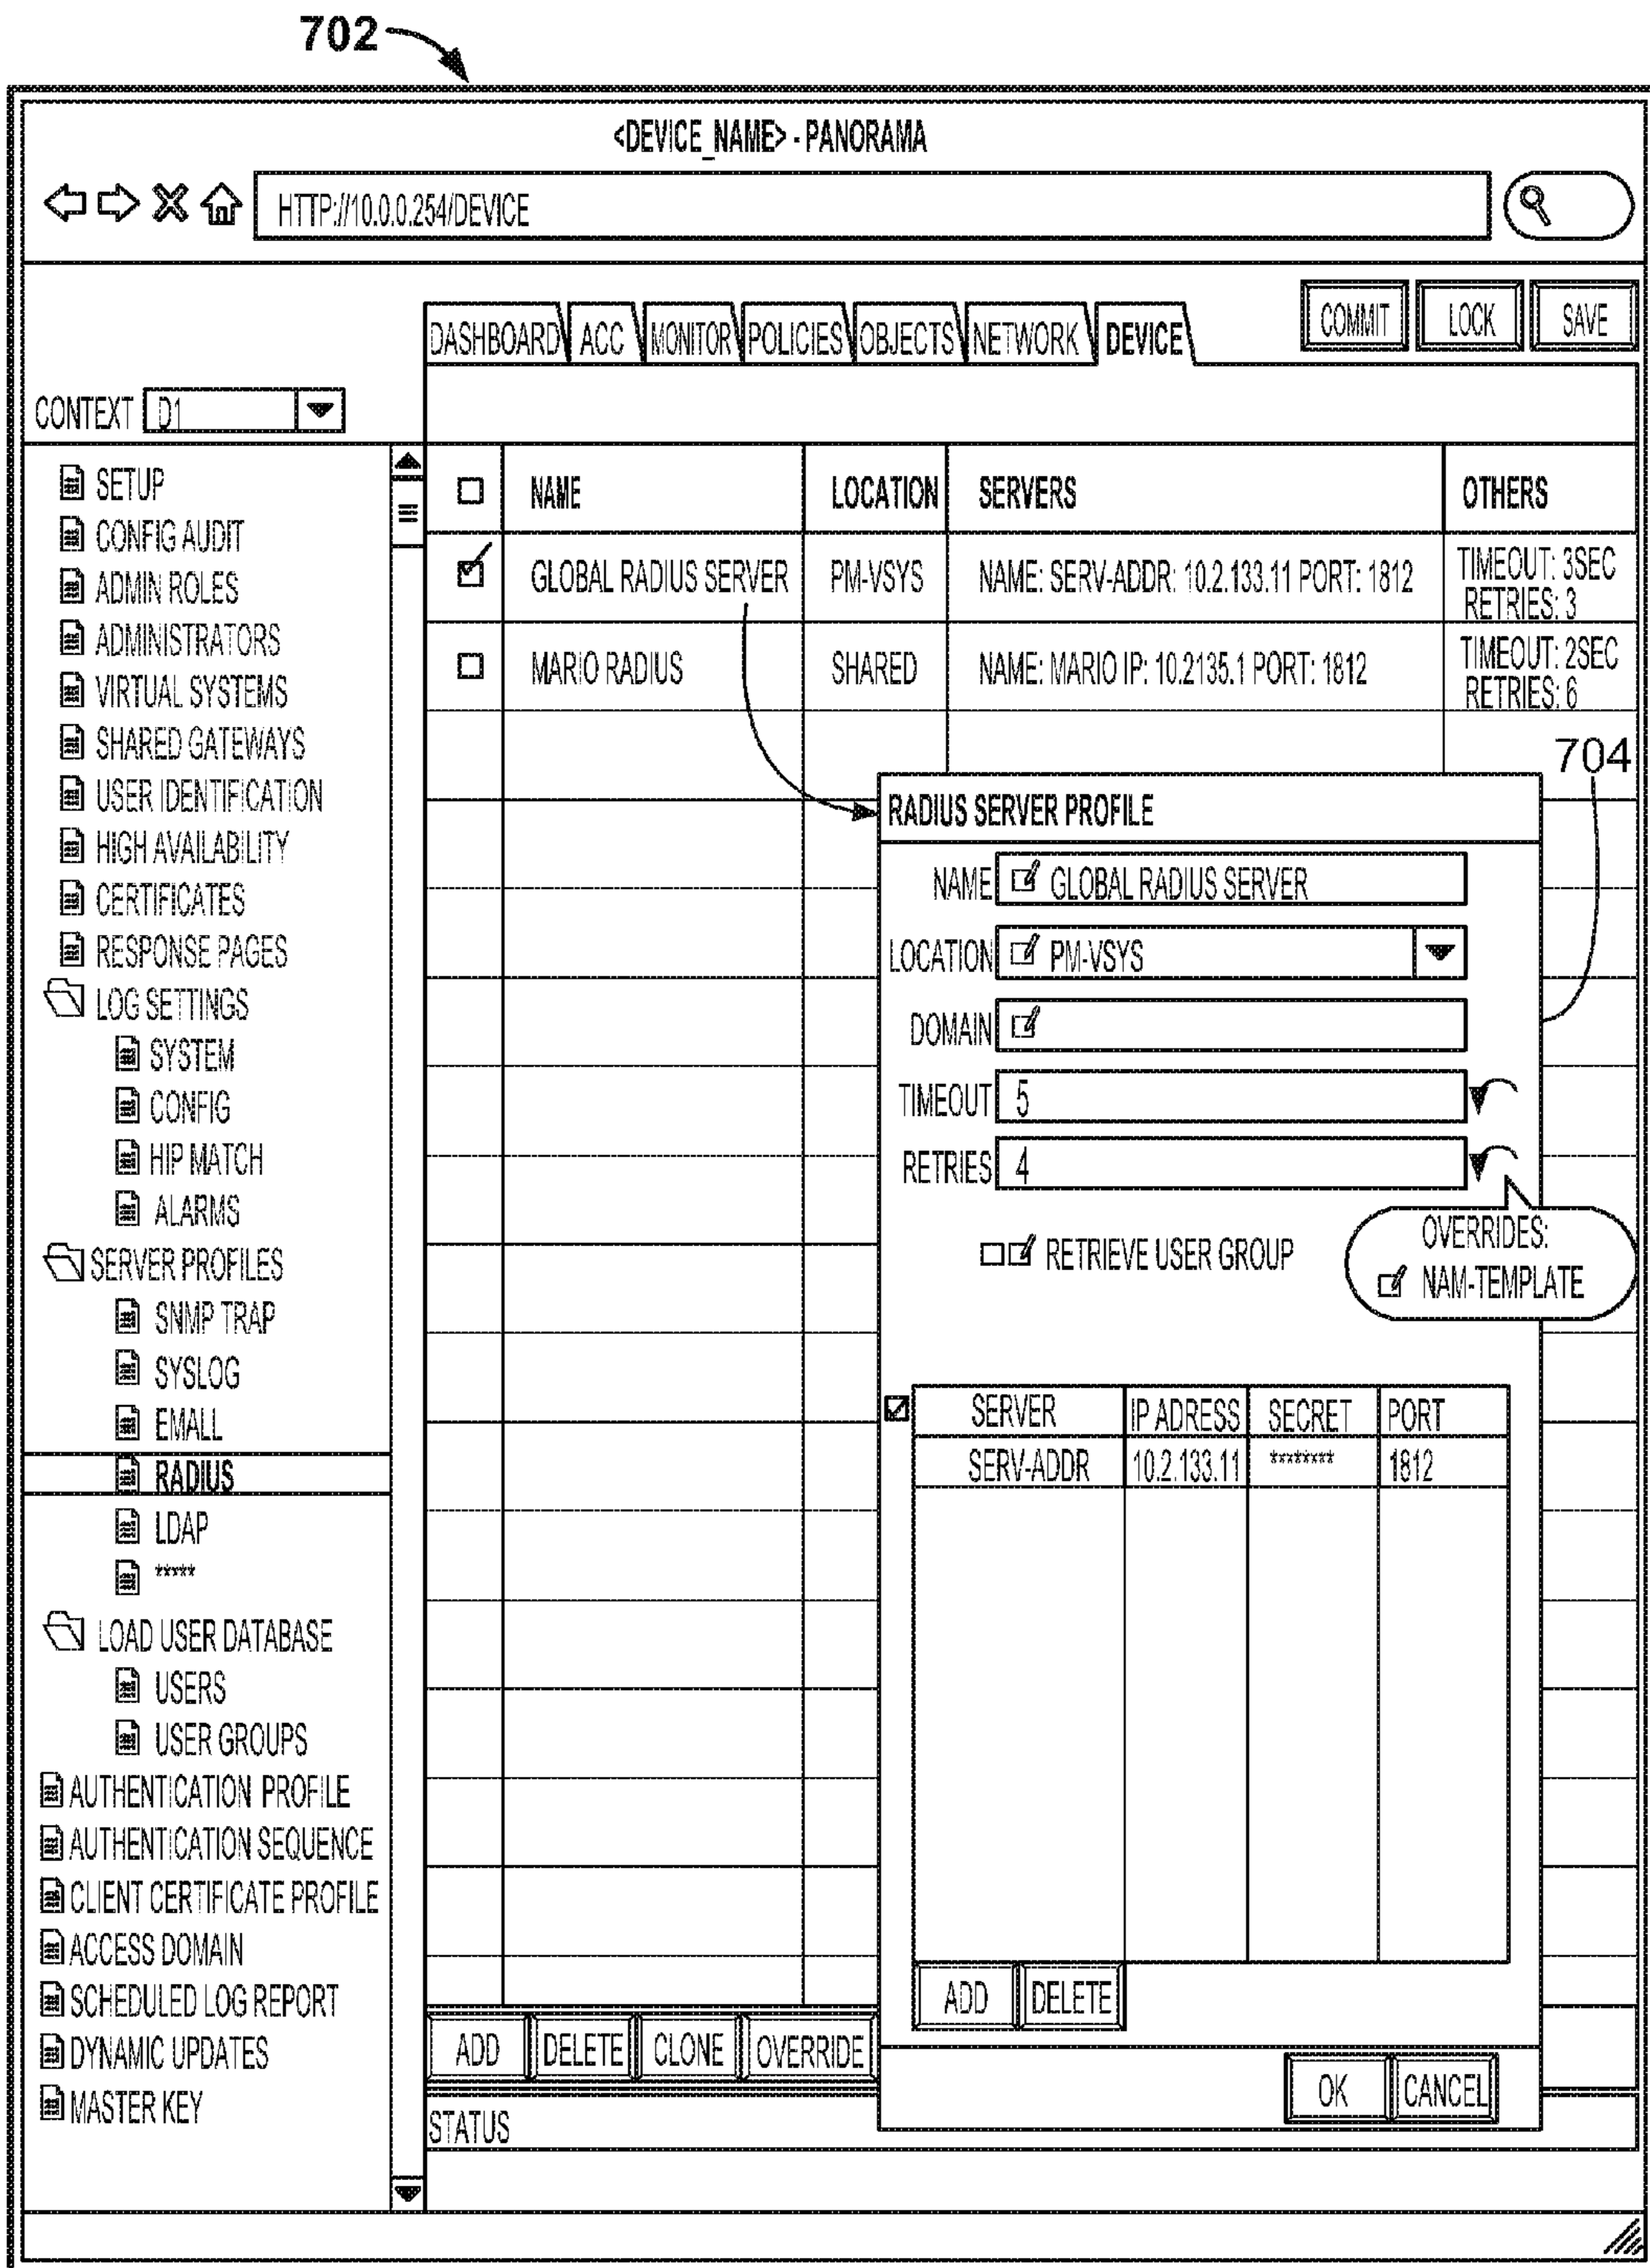 702
<DEVICE_NAME> - PANORAMA
HTTP://10.0.0.254/DEVICE
COMMIT LOCK SAVE
DASHBOARD ACC MONITOR POLICIES OBJECTS NETWORK DEVICE
CONTEXT D1
SETUP
CONFIG AUDIT
ADMIN ROLES
ADMINISTRATORS
VIRTUAL SYSTEMS
SHARED GATEWAYS
USER IDENTIFICATION
HIGH AVAILABILITY
CERTIFICATES
RESPONSE PAGES
LOG SETTINGS
SYSTEM
CONFIG
HIP MATCH
ALARMS
SERVER PROFILES
SNMP TRAP
SYSLOG
EMALL
RADIUS
LDAP
*****
LOAD USER DATABASE
USERS
USER GROUPS
AUTHENTICATION PROFILE
AUTHENTICATION SEQUENCE
CLIENT CERTIFICATE PROFILE
ACCESS DOMAIN
SCHEDULED LOG REPORT
DYNAMIC UPDATES
MASTER KEY
NAME LOCATION SERVERS OTHERS
GLOBAL RADIUS SERVER PM-VSYS NAME: SERV-ADDR: 10.2.133.11 PORT: 1812 TIMEOUT: 3SEC
RETRIES: 3
MARIO RADIUS SHARED NAME: MARIO IP: 10.2135.1 PORT: 1812 TIMEOUT: 2SEC
RETRIES: 6
704
RADIUS SERVER PROFILE
NAME GLOBAL RADIUS SERVER
LOCATION PM-VSYS
DOMAIN
TIMEOUT 5
RETRIES 4
OVERRIDES:
NAM-TEMPLATE
RETRIEVE USER GROUP
SERVER IP ADRESS SECRET PORT
SERV-ADDR 10.2.133.11 ******** 1812
ADD DELETE
OK CANCEL
ADD DELETE CLONE OVERRIDE
STATUS